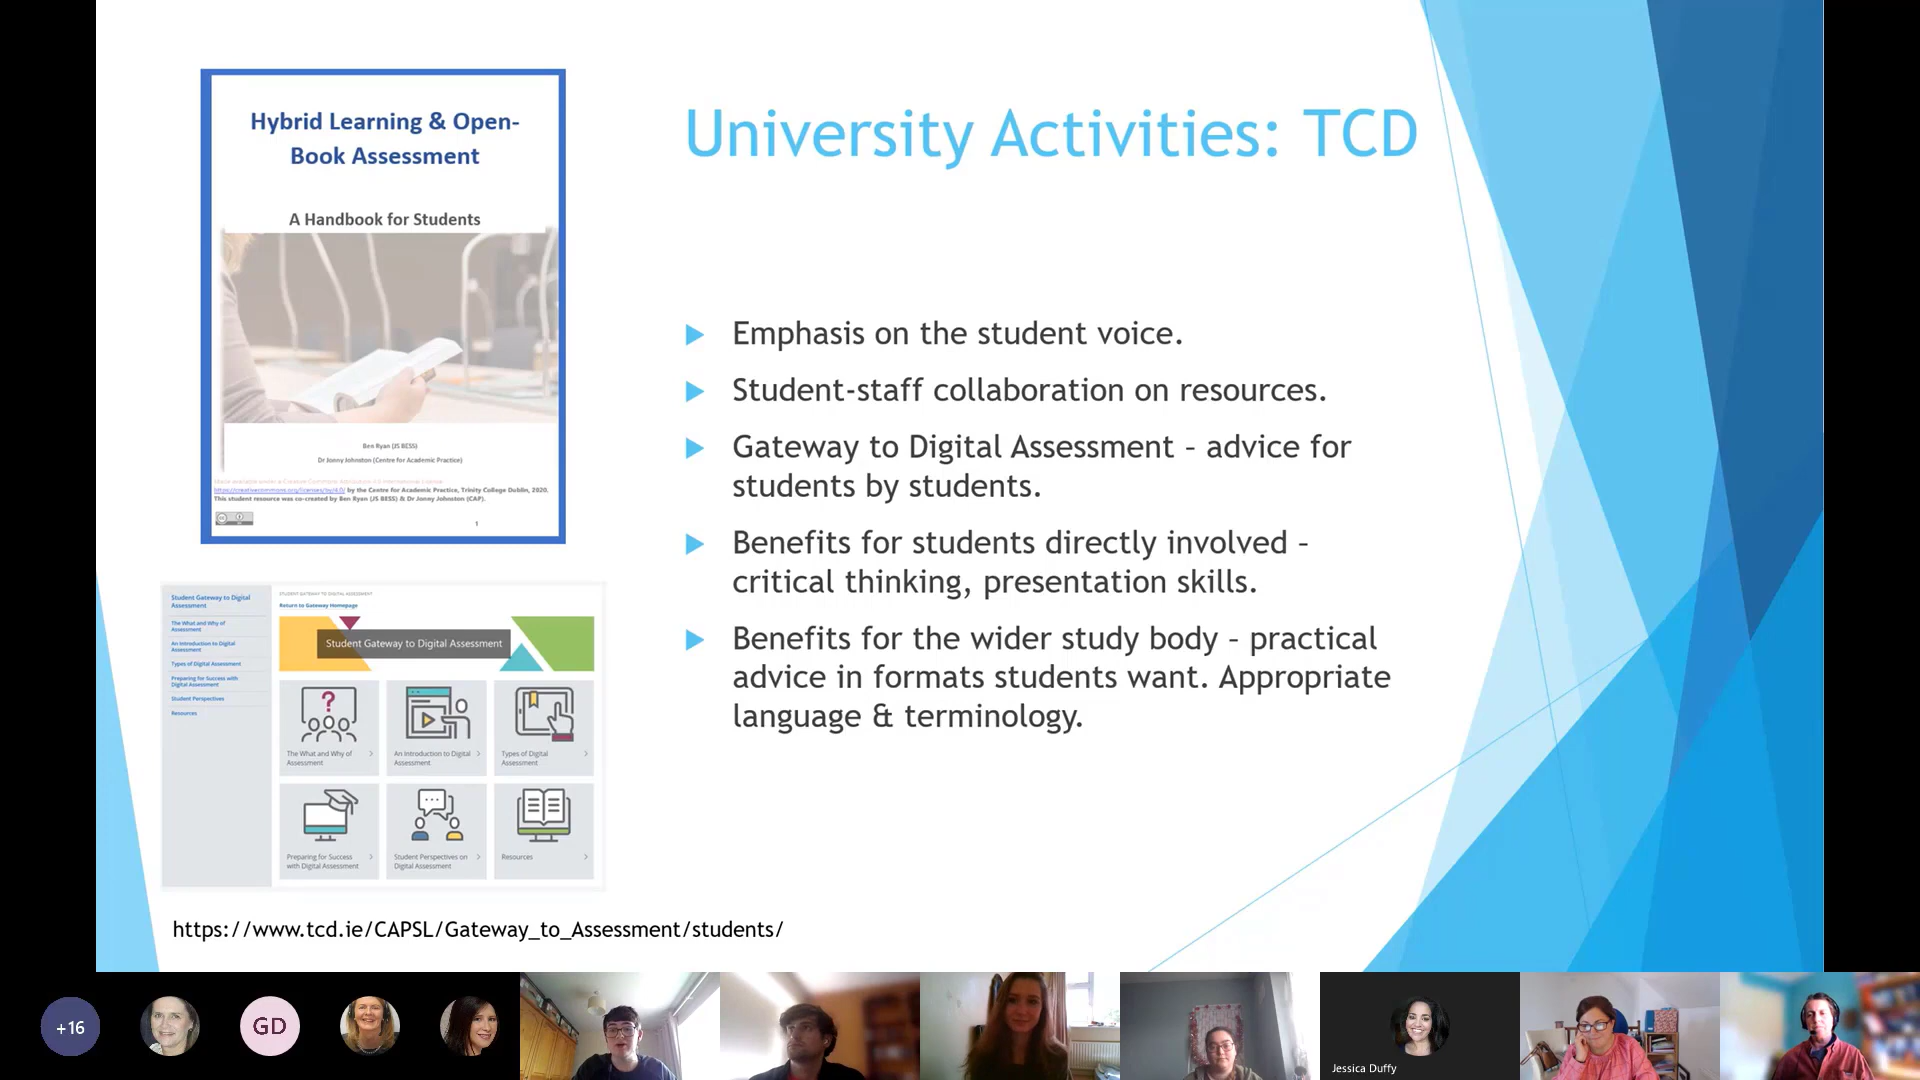 Hybrid Learning & Open-
Book Assessment
A Handbook for Students
Ben Ryan (JS BESS)
Dr Jonny Johnston (Centre for Academic Practice)
https://creativecommons.org/licenses/by/4.0/ by the Centre for Academic Practice, Trinity College Dublin, 2020.
This student resource was co-created by Ben Ryan (JS BESS) & Dr Jonny Johnston (CAP).
1
University Activities: TCD
Emphasis on the student voice.
Student-staff collaboration on resources.
Gateway to Digital Assessment – advice for
students by students.
Benefits for students directly involved –
critical thinking, presentation skills.
Benefits for the wider study body – practical
advice in formats students want. Appropriate
language & terminology.
Student Gateway to Digital
Assessment
The What and Why of
Assessment
An Introduction to Digital
Assessment
Types of Digital Assessment
Preparing for Success with
Digital Assessment
Student Perspectives
Resources
STUDENT GATEWAY TO DIGITAL ASSESSMENT
Return to Gateway Homepage
Student Gateway to Digital Assessment
The What and Why of
Assessment
An Introduction to Digital
Assessment
Types of Digital
Assessment
Preparing for Success
with Digital Assessment
Student Perspectives on
Digital Assessment
Resources
https://www.tcd.ie/CAPSL/Gateway_to_Assessment/students/
+16
GD
Jessica Duffy